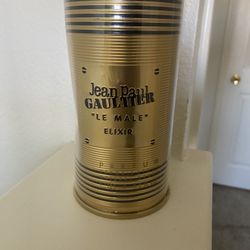 Jean Paul
GAULTIER
"LE MALE"
ELIXIR
PARFUM